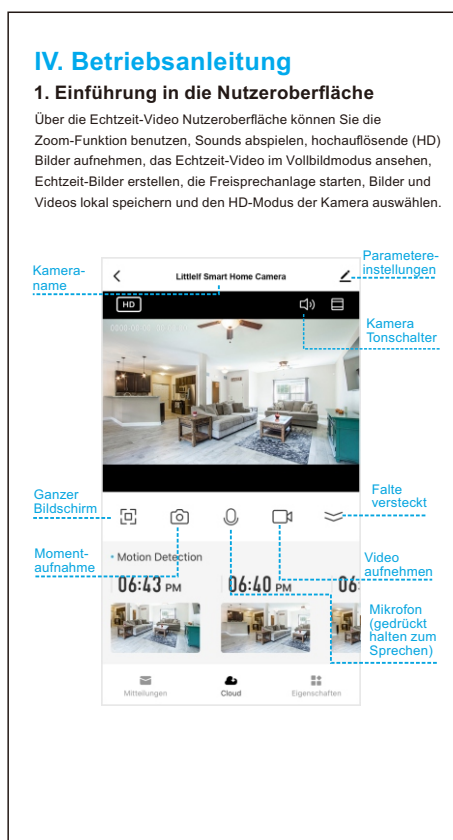 IV. Betriebsanleitung
1. Einführung in die Nutzeroberfläche
Über die Echtzeit-Video Nutzeroberfläche können Sie die
Zoom-Funktion benutzen, Sounds abspielen, hochauflösende (HD)
Bilder aufnehmen, das Echtzeit-Video im Vollbildmodus ansehen,
Echtzeit-Bilder erstellen, die Freisprechanlage starten, Bilder und
Videos lokal speichern und den HD-Modus der Kamera auswählen.
Kamera-
name
Littlelf Smart Home Camera
Parametere-
instellungen
HD
Kamera
Tonschalter
Ganzer
Bildschirm
Falte
versteckt
Moment-
aufnahme
Motion Detection
Video
aufnehmen
06:43 PM
06:40 PM
06:
Mikrofon
(gedrückt
halten zum
Sprechen)
Mitteilungen
Cloud
Eigenschaften